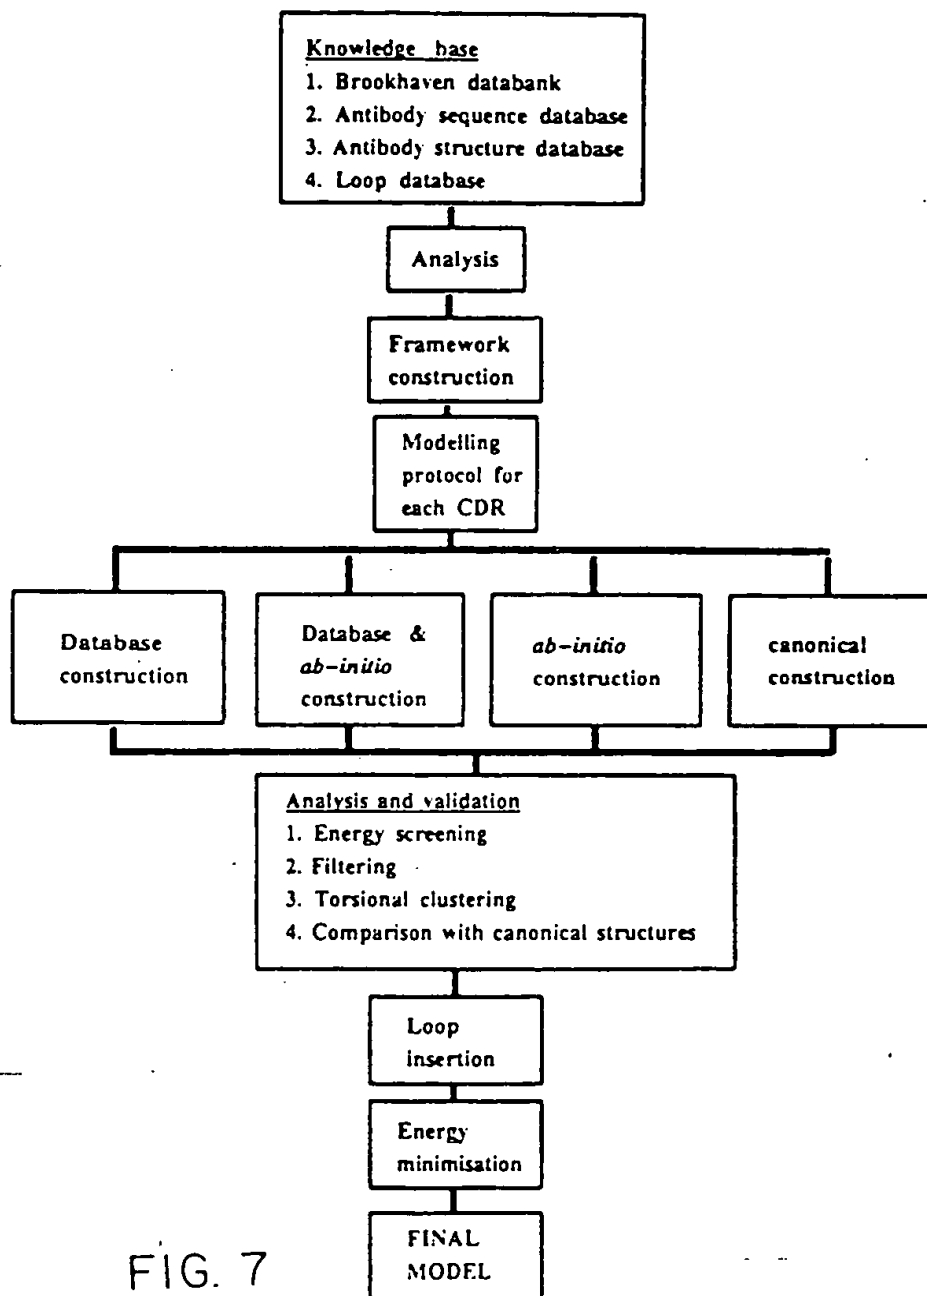 Knowledge base
1. Brookhaven databank
2. Antibody sequence database
3. Antibody structure database
4. Loop database
Analysis
Framework
construction
Modelling
protocol for
each CDR
Database
construction
Database &
ab-initio
construction
ab-initio
construction
canonical
construction
Analysis and validation
1. Energy screening
2. Filtering
3. Torsional clustering
4. Comparison with canonical structures
Loop
insertion
Energy
minimisation
FINAL
MODEL
FIG. 7